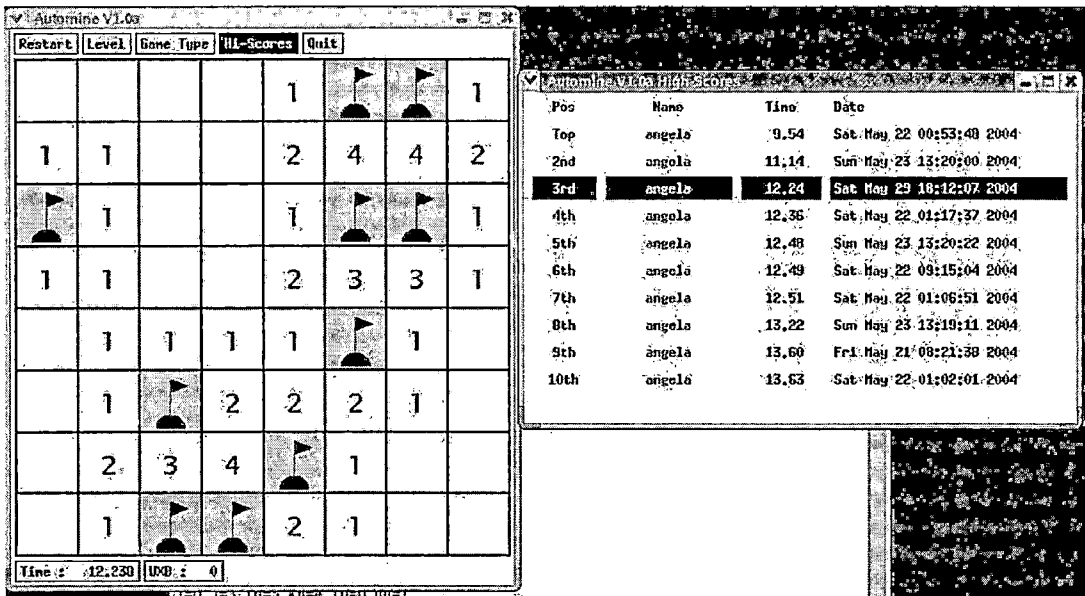 Automine V1.0a
Restart Level Game Type Hi-Scores Quit
1 1
1 1 2 4 4 2
1 1 1
1 1 2 3 3 1
1 1 1 1 1
1 2 2 2 1
2 3 4 1
1 2 1
Time : 12.238 UXB : 0
Automine V1.0a High Scores
Pos Name Time Date
Top angela 9.54 Sat May 22 00:53:48 2004
2nd angela 11.14 Sun May 23 13:20:00 2004
3rd angela 12.24 Sat May 29 18:12:07 2004
4th angela 12.36 Sat May 22 01:17:37 2004
5th angela 12.48 Sun May 23 13:20:22 2004
6th angela 12.49 Sat May 22 09:15:04 2004
7th angela 12.51 Sat May 22 01:06:51 2004
8th angela 13.22 Sun May 23 13:19:11 2004
9th angela 13.60 Fri May 21 08:21:38 2004
10th angela 13.63 Sat May 22 01:02:01 2004